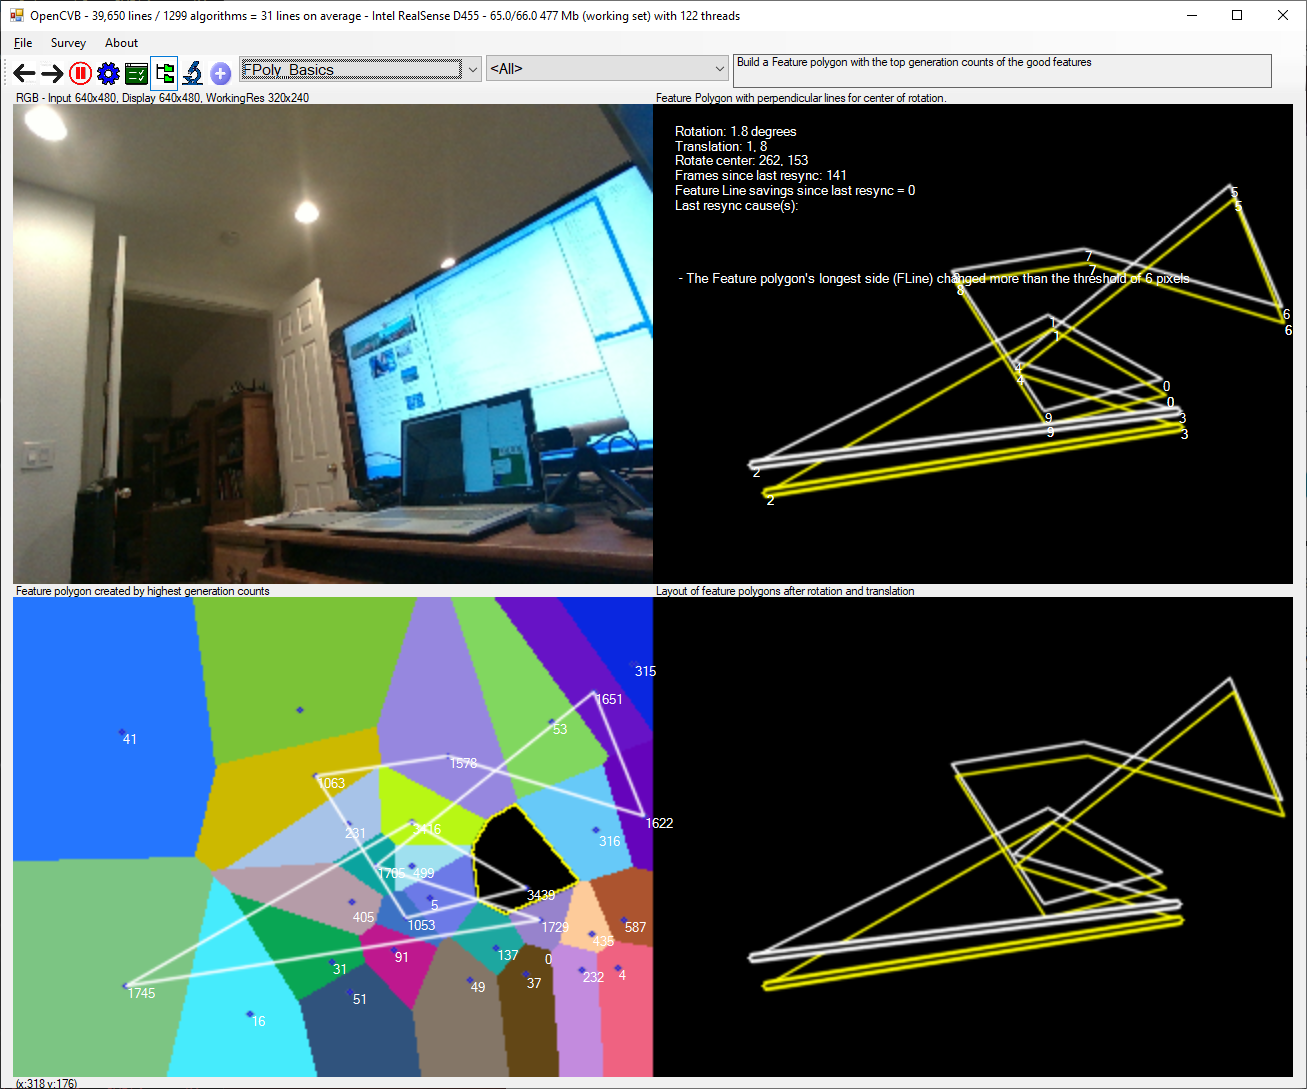 OpenCVB - 39,650 lines / 1299 algorithms = 31 lines on average - Intel RealSense D455 - 65.0/66.0 477 Mb (working set) with 122 threads
File Survey About
FPoly_Basics
<All>
Build a Feature polygon with the top generation counts of the good features
RGB - Input 640x480, Display 640x480, WorkingRes 320x240
Feature Polygon with perpendicular lines for center of rotation.
Rotation: 1.8 degrees
Translation: 1, 8
Rotate center: 262, 153
Frames since last resync: 141
Feature Line savings since last resync = 0
Last resync cause(s):
- The Feature polygon's longest side (FLine) changed more than the threshold of 6 pixels
5
5
7
7
8
6
6
1
1
4
4
0
0
9
9
3
3
2
2
Feature polygon created by highest generation counts
Layout of feature polygons after rotation and translation
315
1651
53
41
1578
1063
1622
231
3416
316
1705
499
3439
5
405
1053
1729
587
435
137
0
91
31
232
4
37
49
1745
51
16
(x:318 y:176)